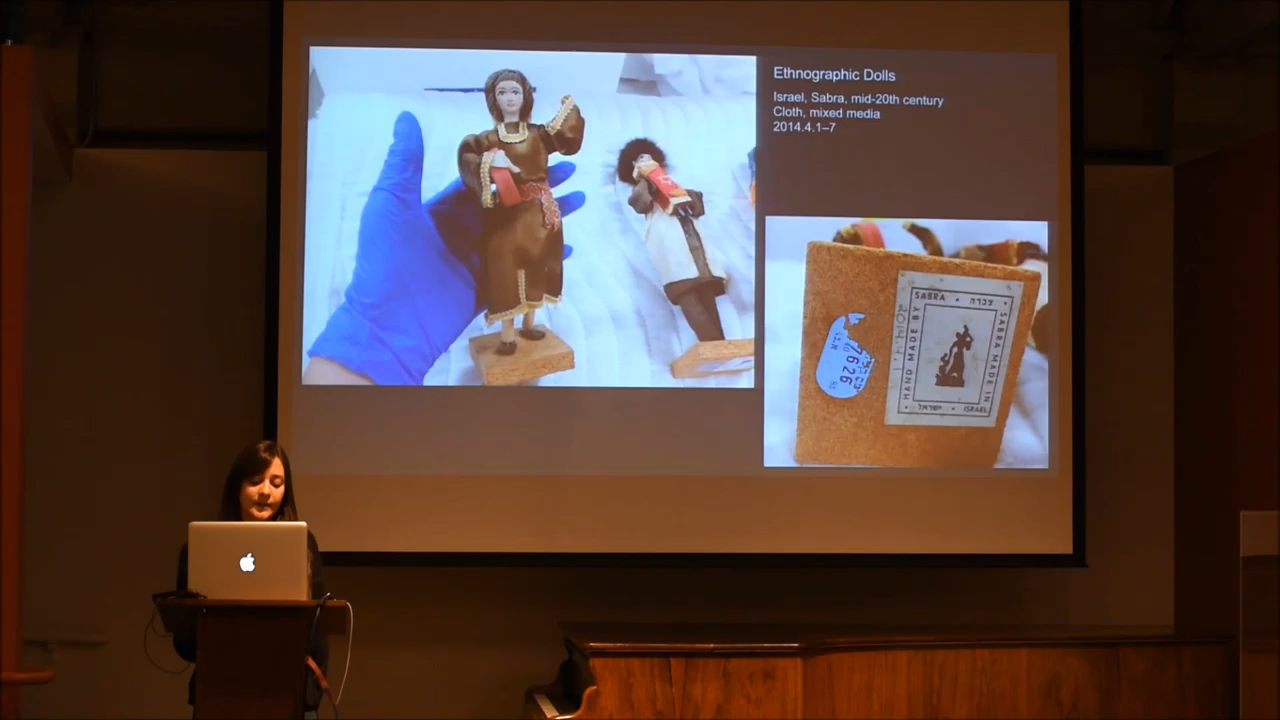 Ethnographic Dolls
Israel, Sabra, mid-20th century
Cloth, mixed media
2014.4.1–7
SABRA • צברה
HAND MADE BY
SABRA MADE IN
ישראל • ISRAEL
7626